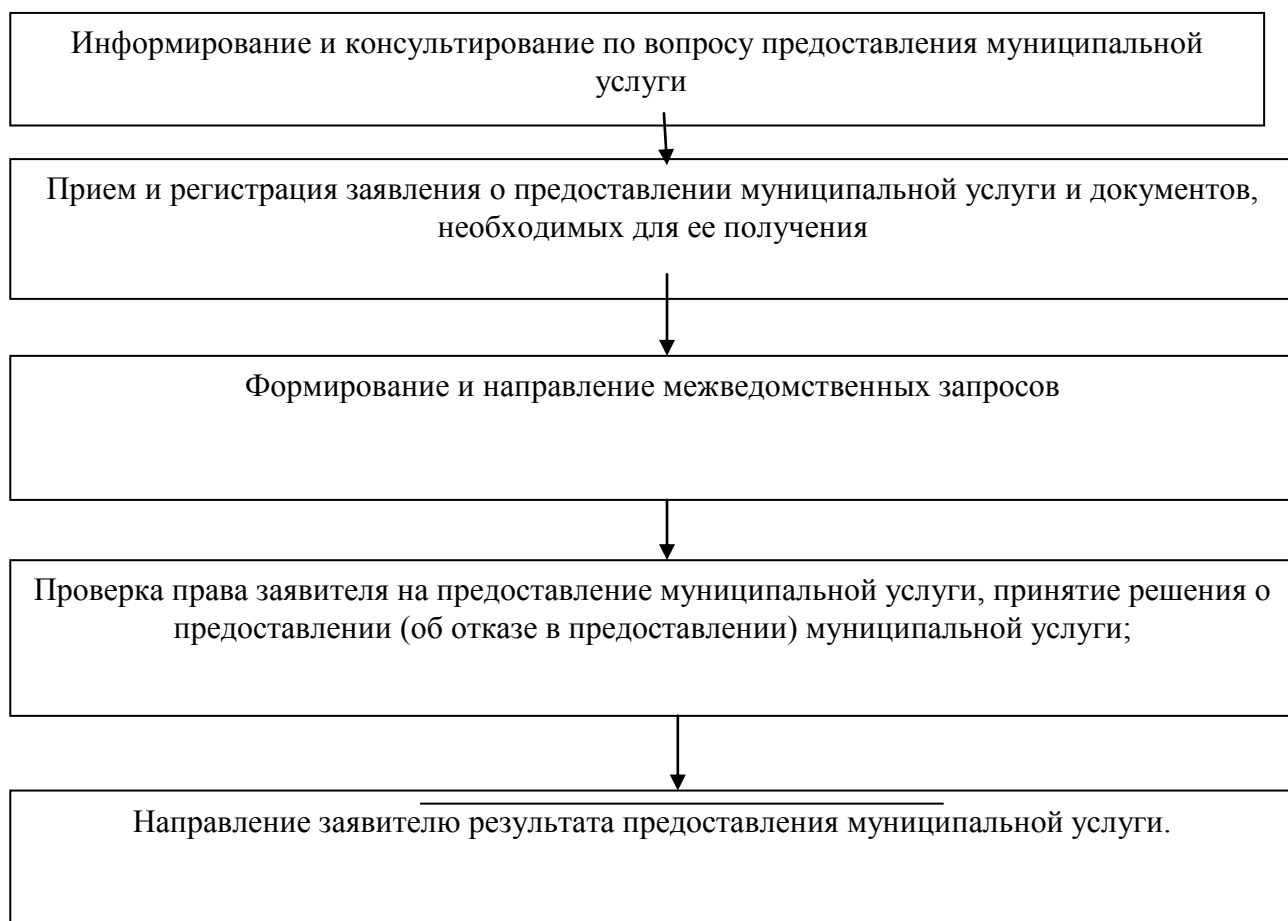 Информирование и консультирование по вопросу предоставления муниципальной
услуги
Прием и регистрация заявления о предоставлении муниципальной услуги и документов,
необходимых для ее получения
Формирование и направление межведомственных запросов
Проверка права заявителя на предоставление муниципальной услуги, принятие решения о
предоставлении (об отказе в предоставлении) муниципальной услуги;
Направление заявителю результата предоставления муниципальной услуги.